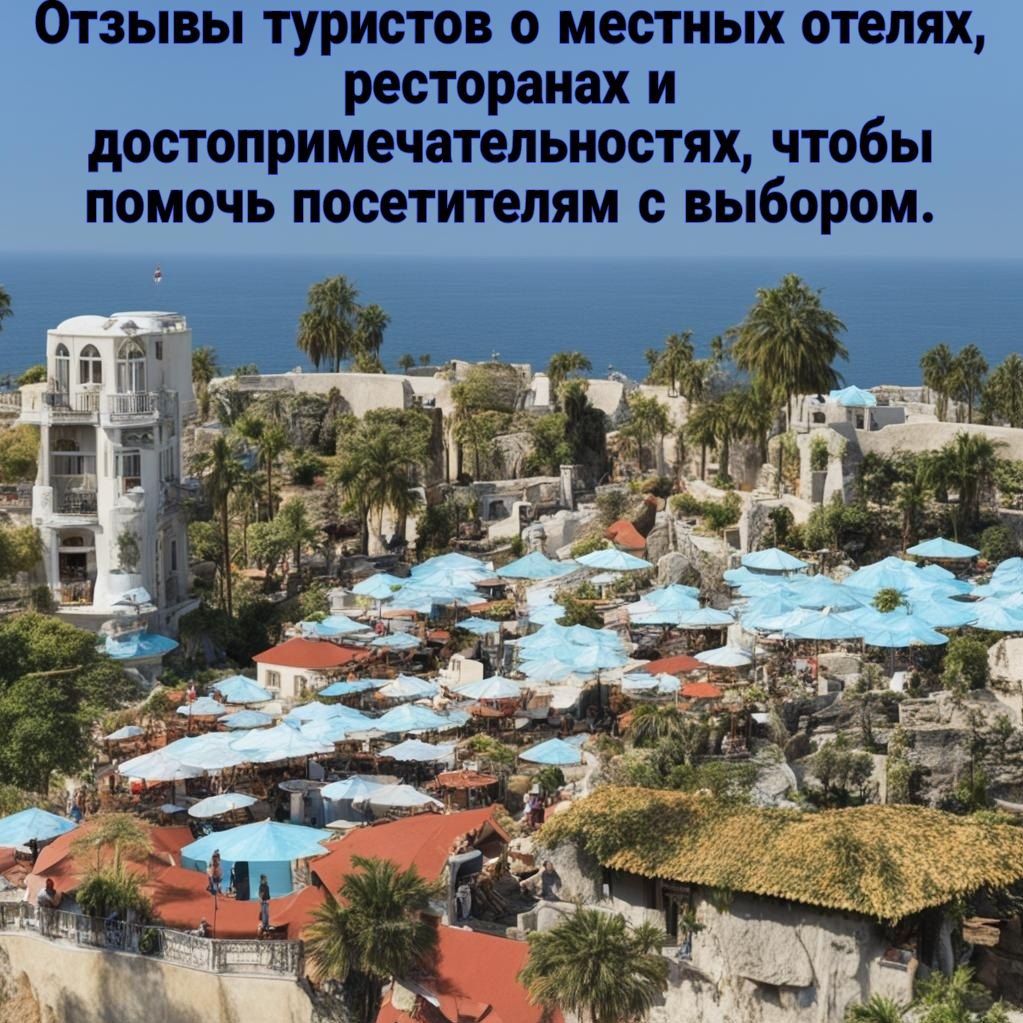 Отзывы туристов о местных отелях,
ресторанах и
достопримечательностях, чтобы
помочь посетителям с выбором.